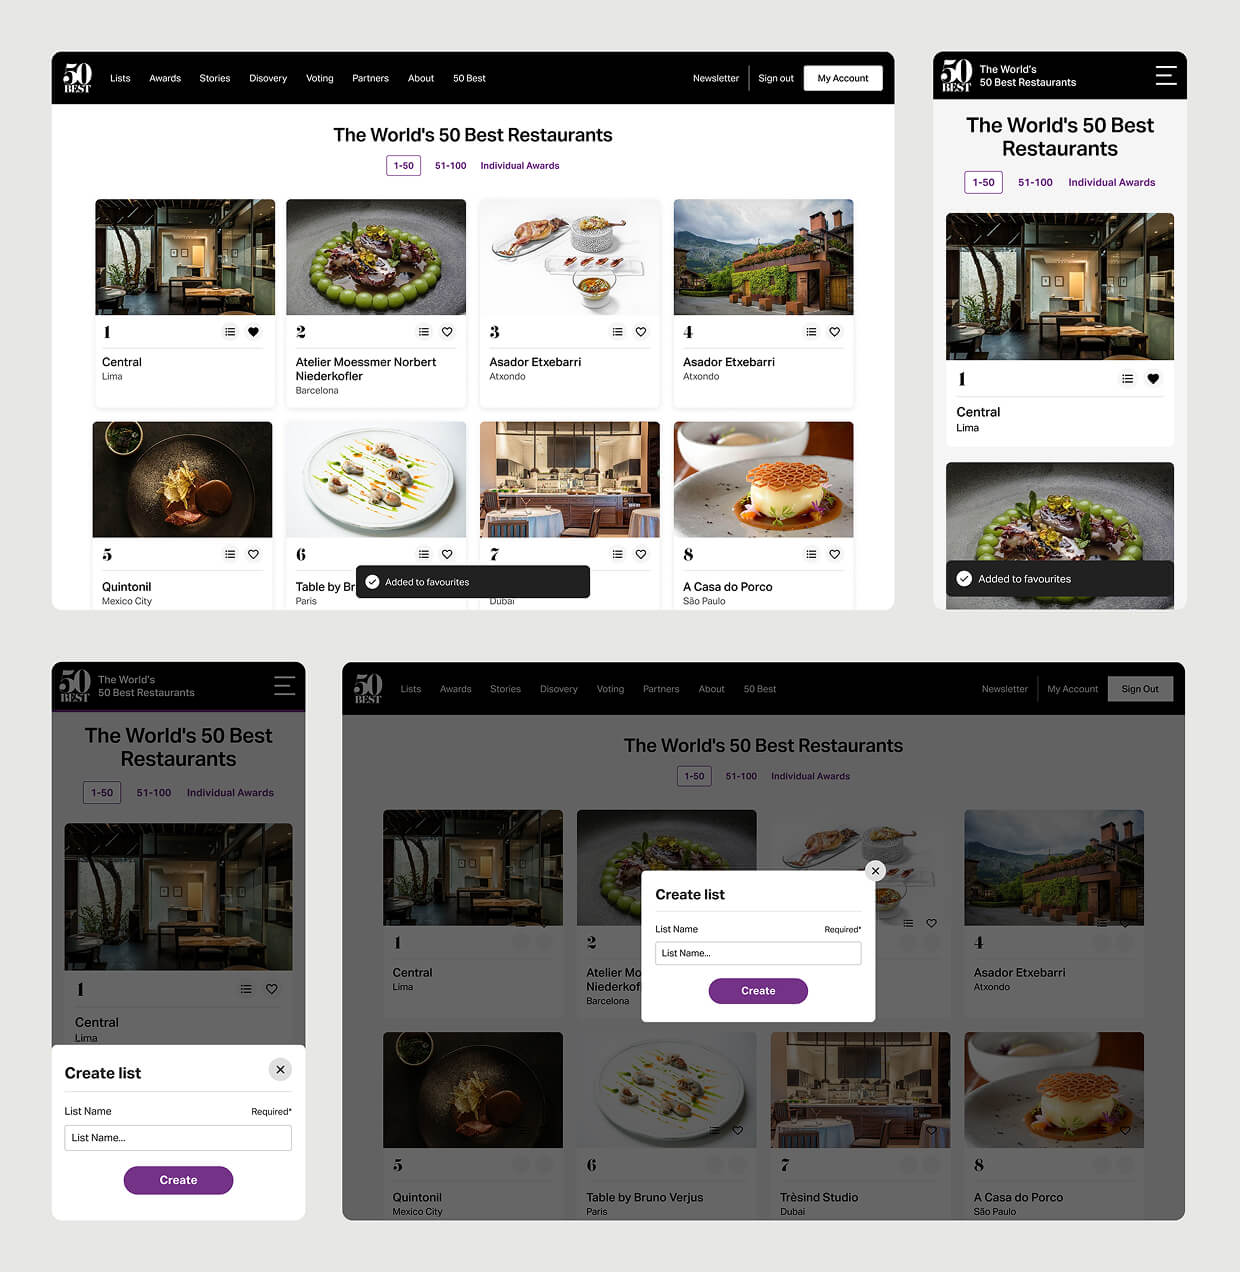 50
BEST
Lists
Awards
Stories
Disovery
Voting
Partners
About
50 Best
Newsletter
Sign out
My Account
The World's 50 Best Restaurants
1-50
51-100
Individual Awards
1
Central
Lima
2
Atelier Moessmer Norbert
Niederkofler
Barcelona
3
Asador Etxebarri
Atxondo
4
Asador Etxebarri
Atxondo
5
Quintonil
Mexico City
6
Table by Br
Paris
7
Dubai
8
A Casa do Porco
São Paulo
Added to favourites
50
BEST
The World's
50 Best Restaurants
The World's 50 Best
Restaurants
1-50
51-100
Individual Awards
1
Central
Lima
Added to favourites
50
BEST
The World's
50 Best Restaurants
The World's 50 Best
Restaurants
1-50
51-100
Individual Awards
1
Central
Lima
Create list
List Name
Required*
List Name...
Create
50
BEST
Lists
Awards
Stories
Disovery
Voting
Partners
About
50 Best
Newsletter
My Account
Sign Out
The World's 50 Best Restaurants
1-50
51-100
Individual Awards
1
Central
Lima
2
Atelier Mo
Niederkof
Barcelona
4
Asador Etxebarri
Atxondo
Create list
List Name
Required*
List Name...
Create
5
Quintonil
Mexico City
6
Table by Bruno Verjus
Paris
7
Trèsind Studio
Dubai
8
A Casa do Porco
São Paulo